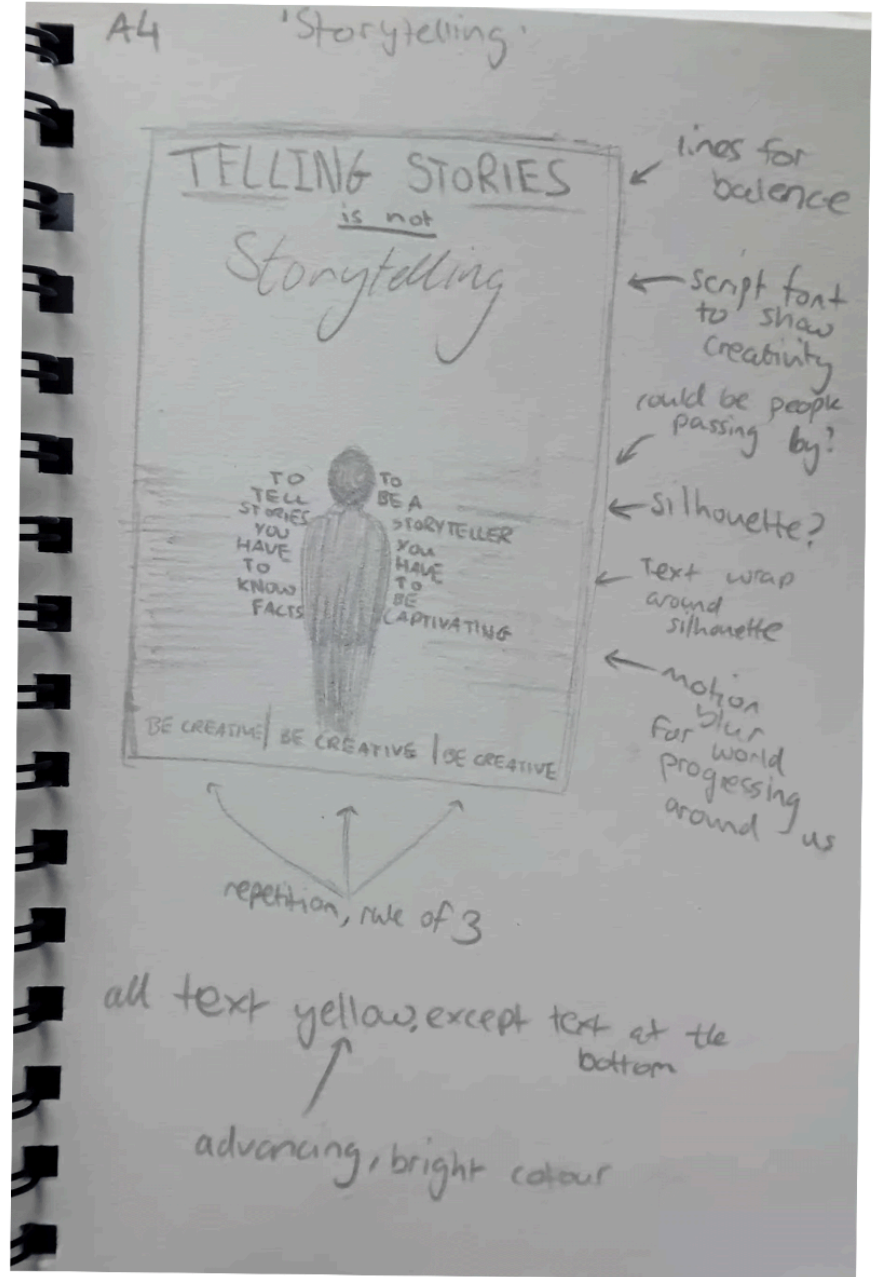 A4 'Storytelling'
TELLING STORIES
is not
Storytelling
TO
TELL
STORIES
YOU
HAVE
TO
KNOW
FACTS
TO
BE A
STORYTELLER
YOU
HAVE
TO
BE
CAPTIVATING
BE CREATIVE | BE CREATIVE | BE CREATIVE
lines for
balence
script font
to show
creativity
could be people
passing by?
Silhouette?
Text wrap
around
silhouette
Motion
blur
for world
progressing
around us
repetition, rule of 3
all text yellow, except text at the
bottom
advancing, bright colour